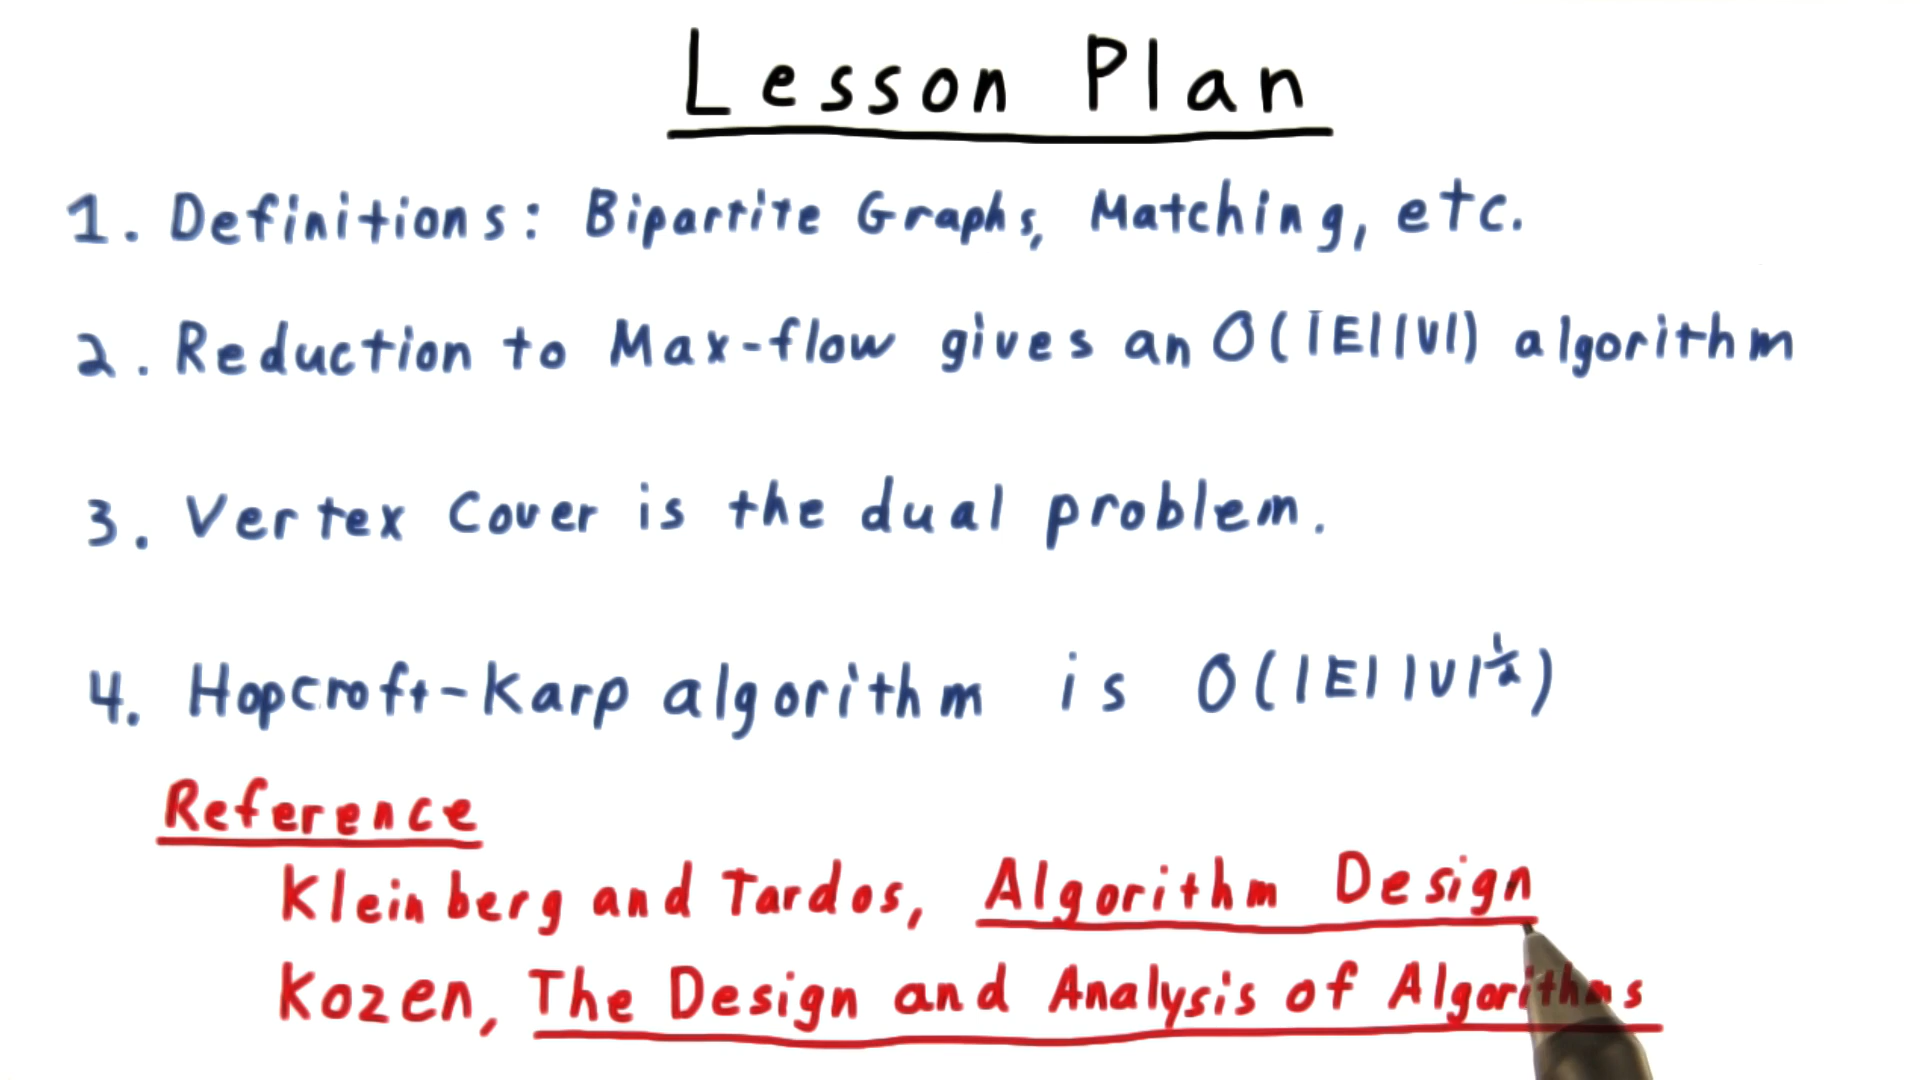 Lesson Plan
1. Definitions: Bipartite Graphs, Matching, etc.
2. Reduction to Max-flow gives an O(|E||V|) algorithm
3. Vertex Cover is the dual problem.
4. Hopcroft-Karp algorithm is O(|E||V|^½)
Reference
Kleinberg and Tardos, Algorithm Design
Kozen, The Design and Analysis of Algorithms